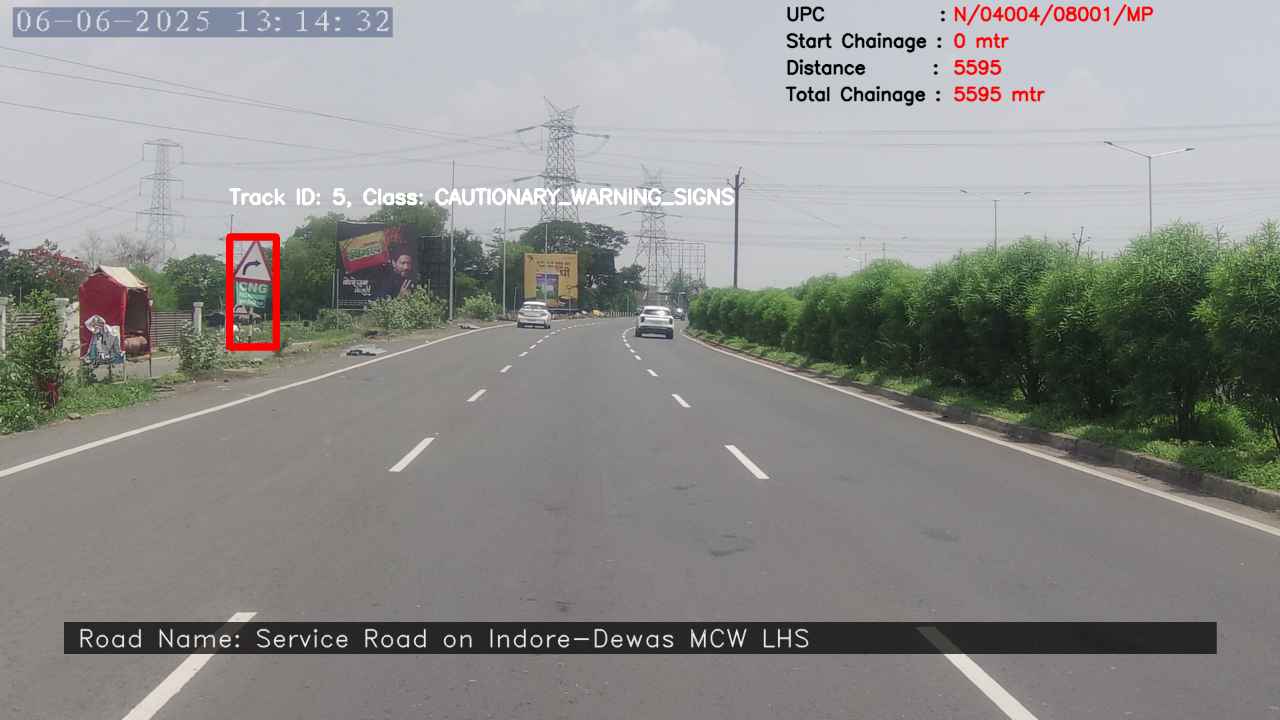 06-06-2025 13:14:32
UPC : N/04004/08001/MP
Start Chainage : 0 mtr
Distance : 5595
Total Chainage : 5595 mtr
Track ID: 5, Class: CAUTIONARY_WARNING_SIGNS
CNG
Road Name: Service Road on Indore-Dewas MCW LHS